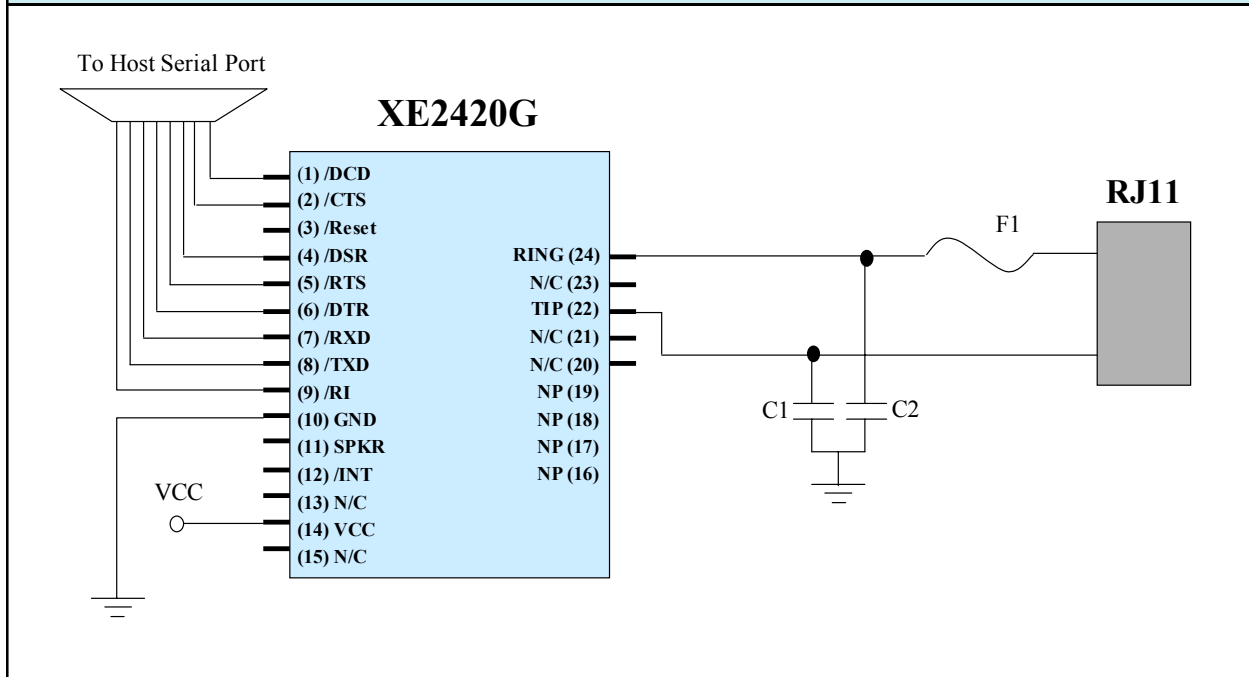 To Host Serial Port
XE2420G
RJ11
F1
(1) /DCD
(2) /CTS
(3) /Reset
(4) /DSR
(5) /RTS
(6) /DTR
(7) /RXD
(8) /TXD
(9) /RI
(10) GND
(11) SPKR
(12) /INT
(13) N/C
(14) VCC
(15) N/C
RING (24)
N/C (23)
TIP (22)
N/C (21)
N/C (20)
NP (19)
NP (18)
NP (17)
NP (16)
C1
C2
VCC